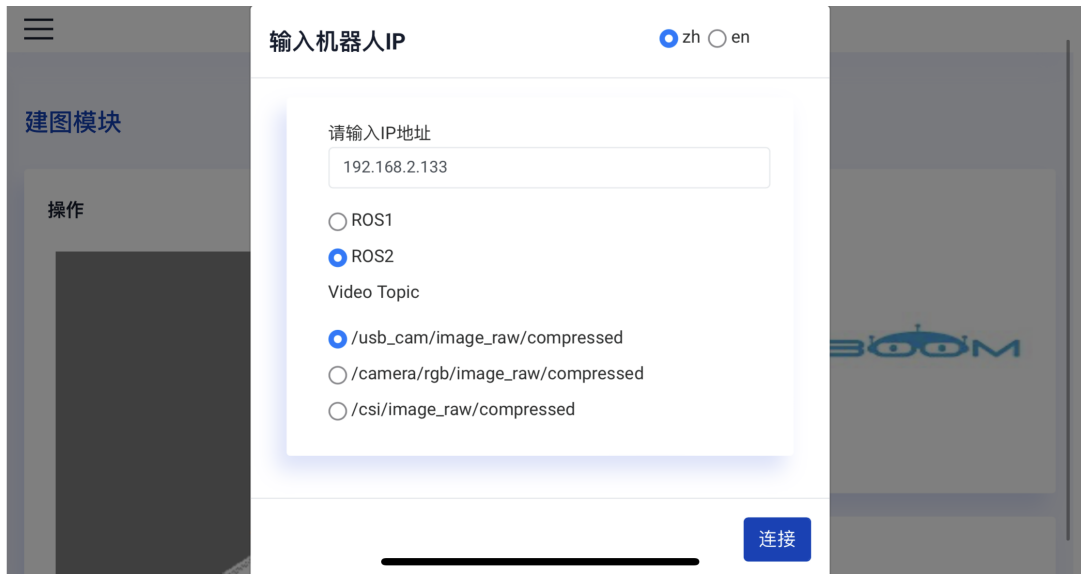 输入机器人IP
zh
en
建图模块
请输入IP地址
192.168.2.133
操作
ROS1
ROS2
Video Topic
/usb_cam/image_raw/compressed
/camera/rgb/image_raw/compressed
/csi/image_raw/compressed
连接